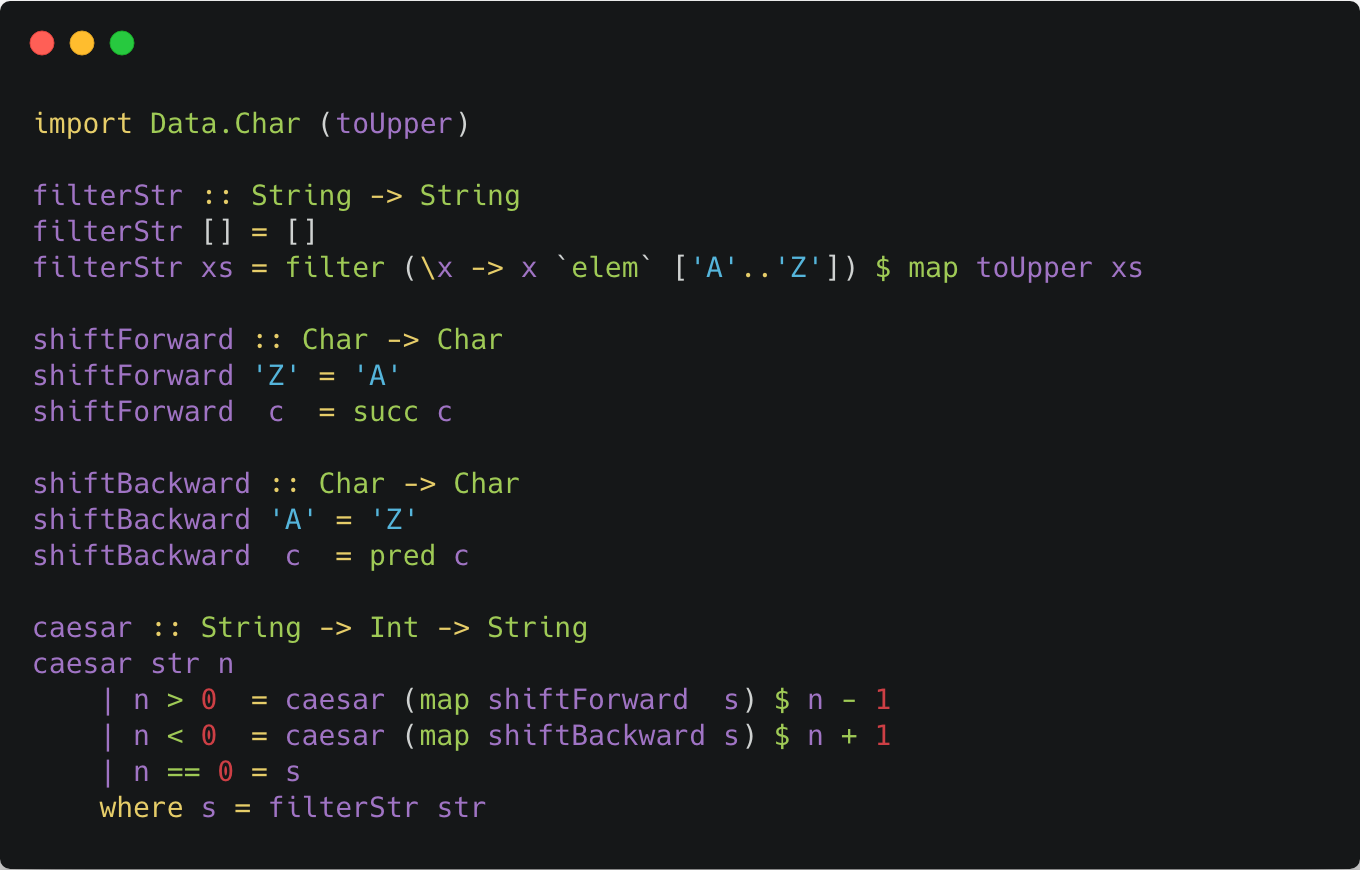 import Data.Char (toUpper)

filterStr :: String -> String
filterStr [] = []
filterStr xs = filter (\x -> x `elem` ['A'..'Z']) $ map toUpper xs

shiftForward :: Char -> Char
shiftForward 'Z' = 'A'
shiftForward  c  = succ c

shiftBackward :: Char -> Char
shiftBackward 'A' = 'Z'
shiftBackward  c  = pred c

caesar :: String -> Int -> String
caesar str n
    | n > 0  = caesar (map shiftForward  s) $ n - 1
    | n < 0  = caesar (map shiftBackward s) $ n + 1
    | n == 0 = s
    where s = filterStr str